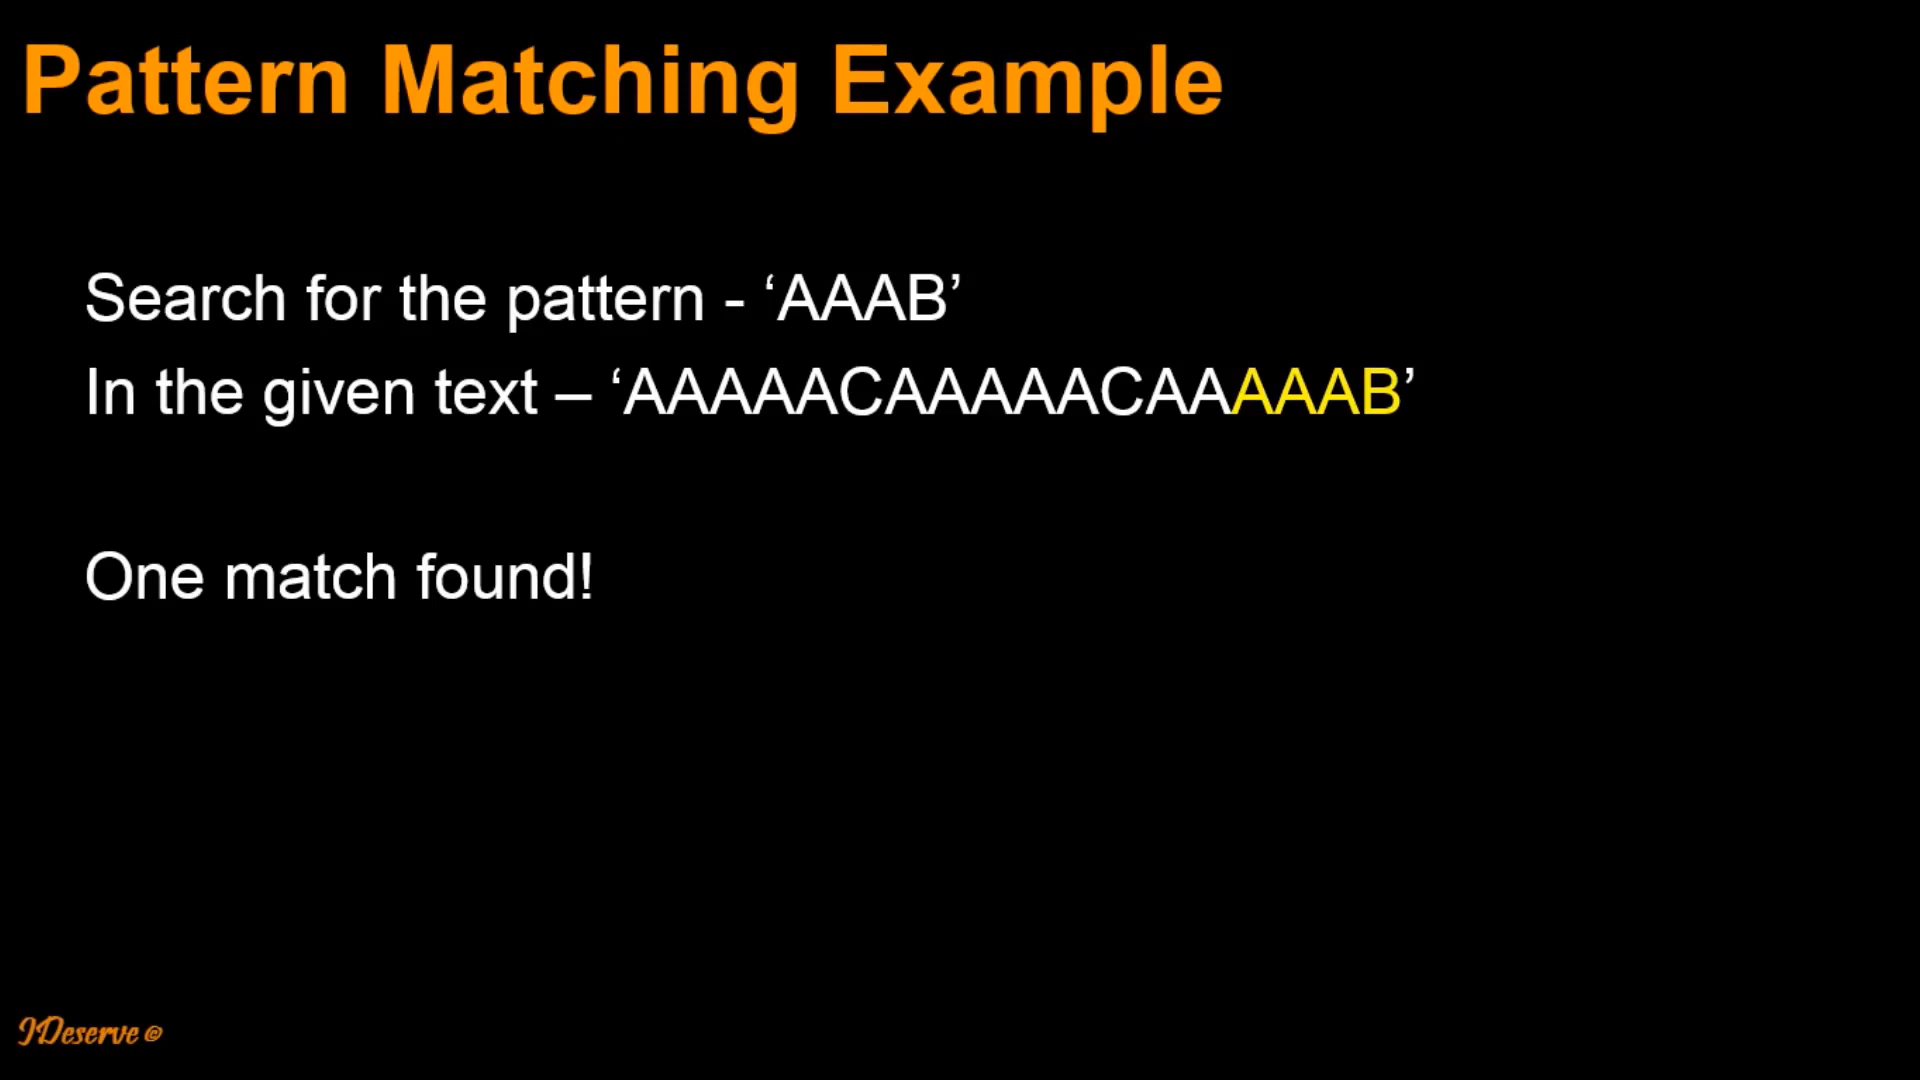 Pattern Matching Example
Search for the pattern - ‘AAAB’
In the given text – ‘AAAAACAAAAACAAAAAB’
One match found!
IDeserve ©